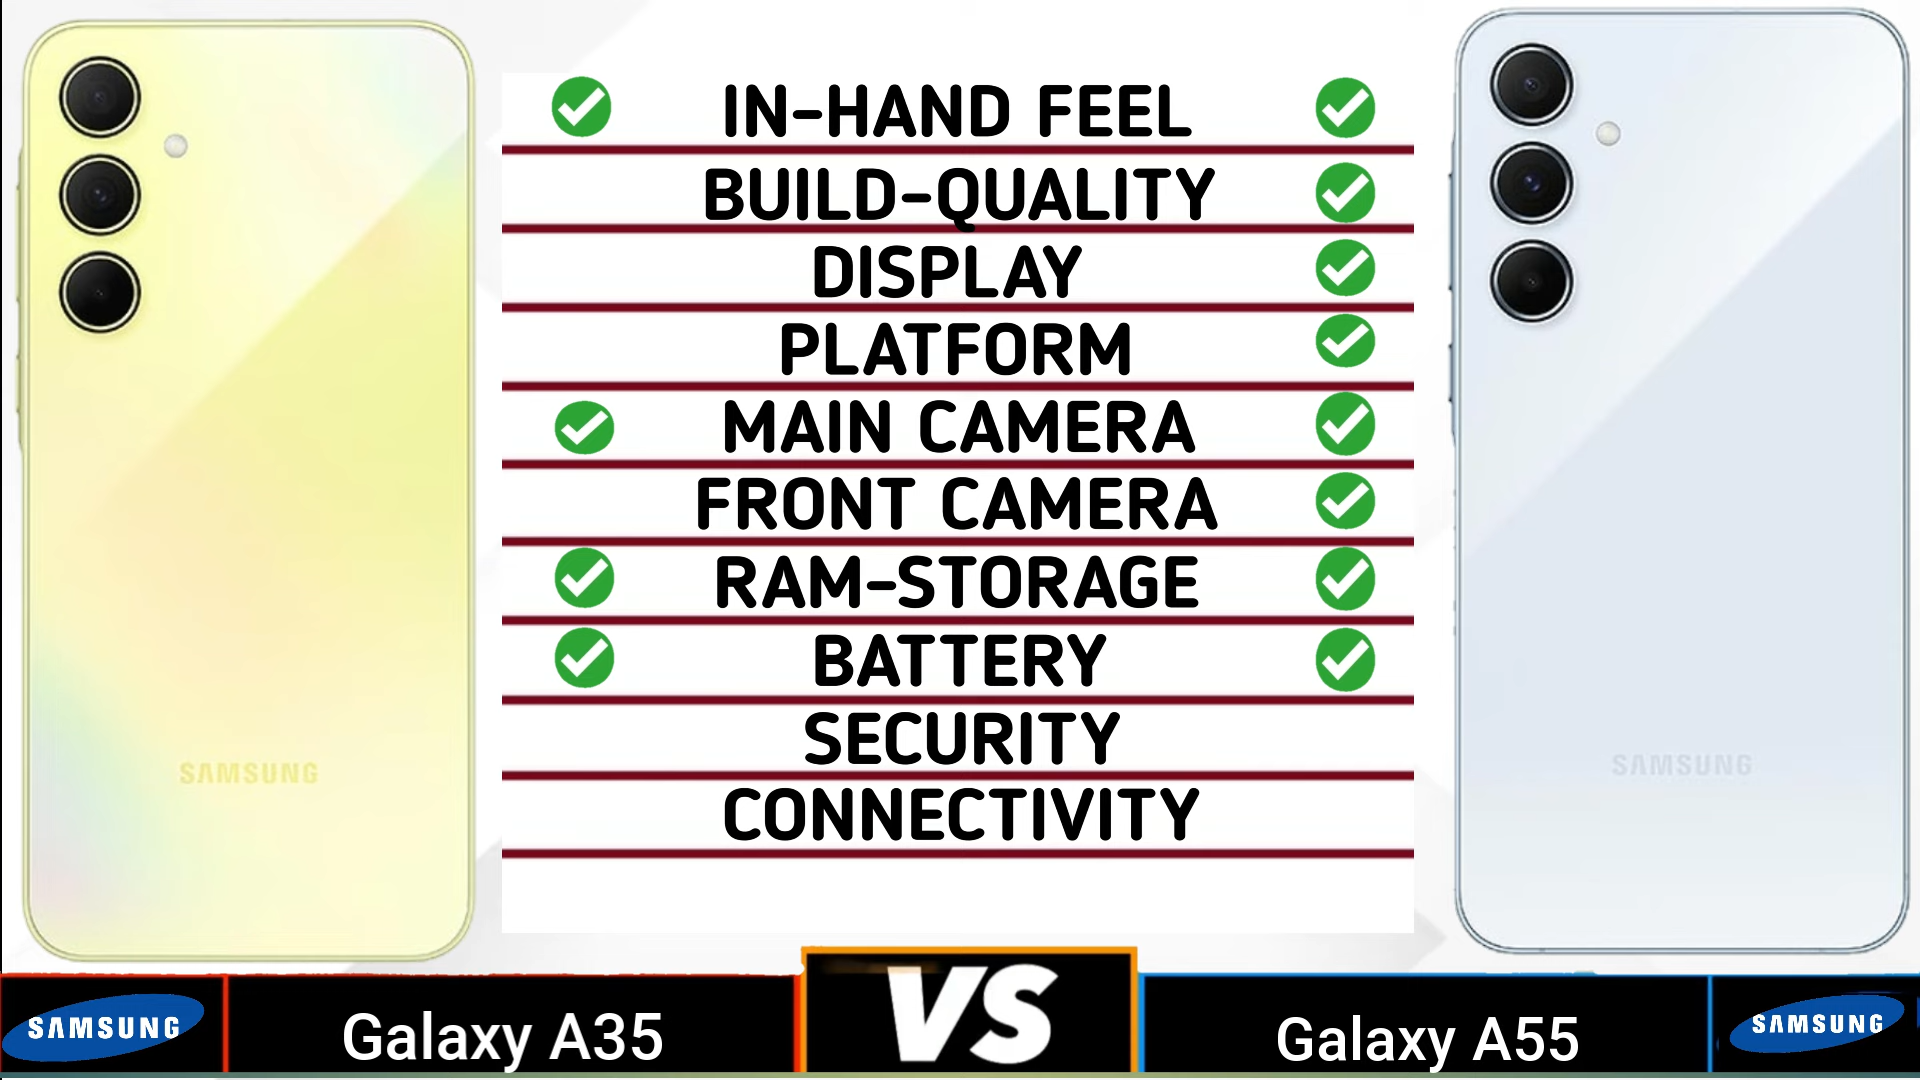 IN-HAND FEEL
BUILD-QUALITY
DISPLAY
PLATFORM
MAIN CAMERA
FRONT CAMERA
RAM-STORAGE
BATTERY
SECURITY
CONNECTIVITY
SAMSUNG
SAMSUNG
SAMSUNG
Galaxy A35
VS
Galaxy A55
SAMSUNG